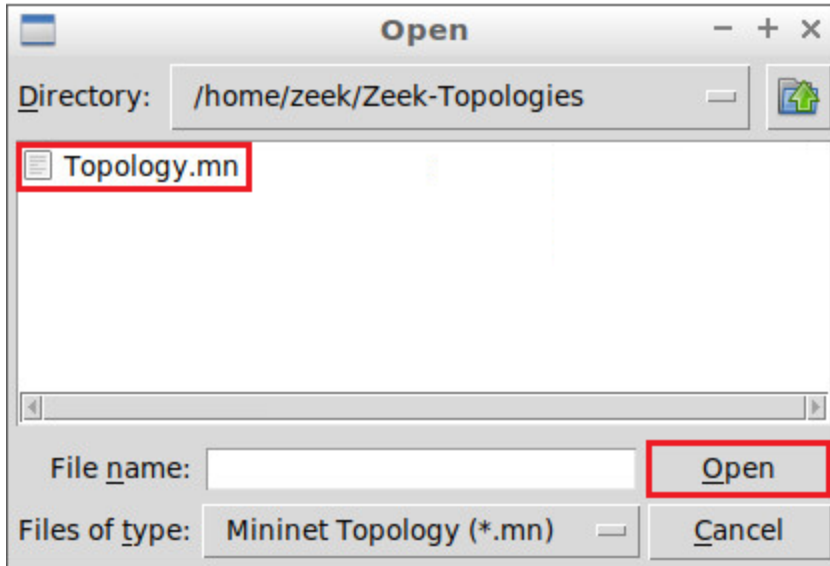 Open
Directory: /home/zeek/Zeek-Topologies
Topology.mn
File name: Open
Files of type: Mininet Topology (*.mn) Cancel